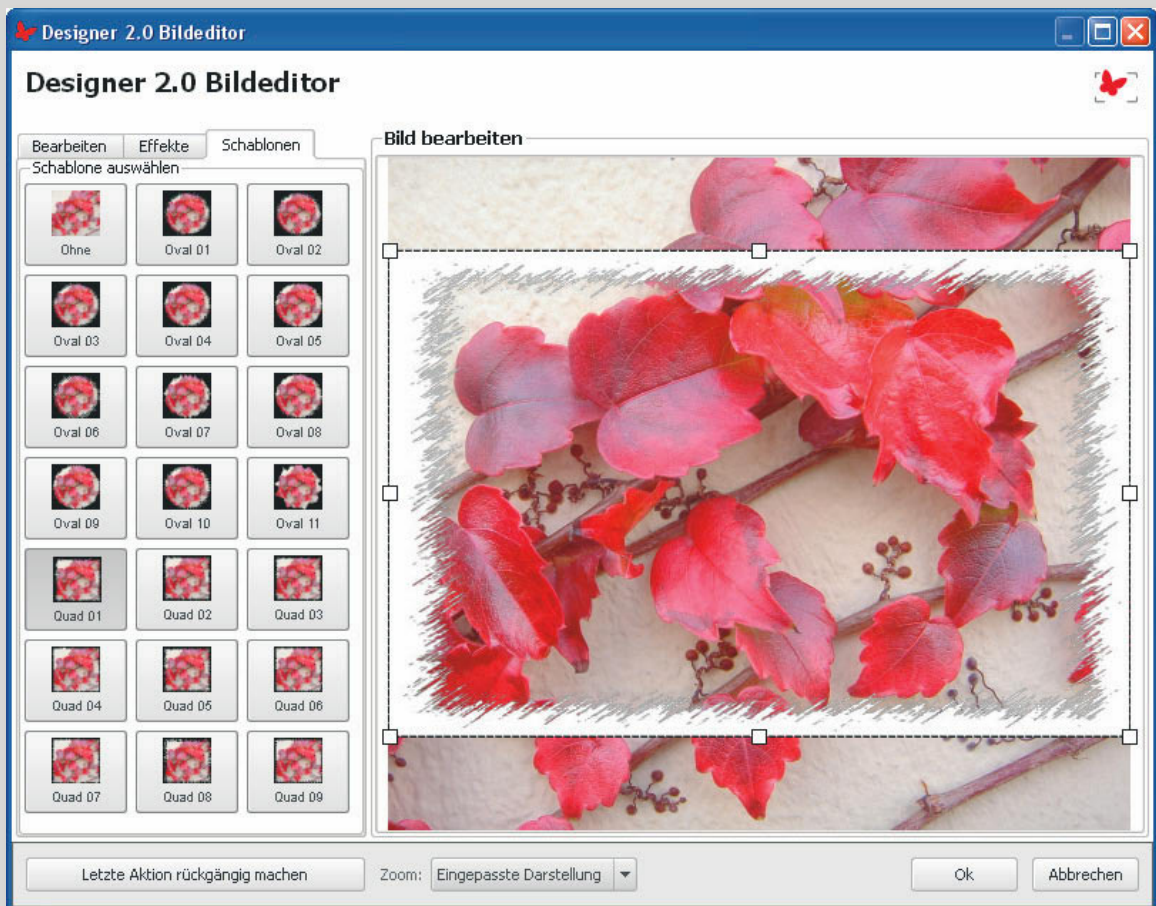 Designer 2.0 Bildeditor
Designer 2.0 Bildeditor
Bearbeiten Effekte Schablonen
Schablone auswählen
Ohne Oval 01 Oval 02
Oval 03 Oval 04 Oval 05
Oval 06 Oval 07 Oval 08
Oval 09 Oval 10 Oval 11
Quad 01 Quad 02 Quad 03
Quad 04 Quad 05 Quad 06
Quad 07 Quad 08 Quad 09
Bild bearbeiten
Letzte Aktion rückgängig machen Zoom: Eingepasste Darstellung Ok Abbrechen